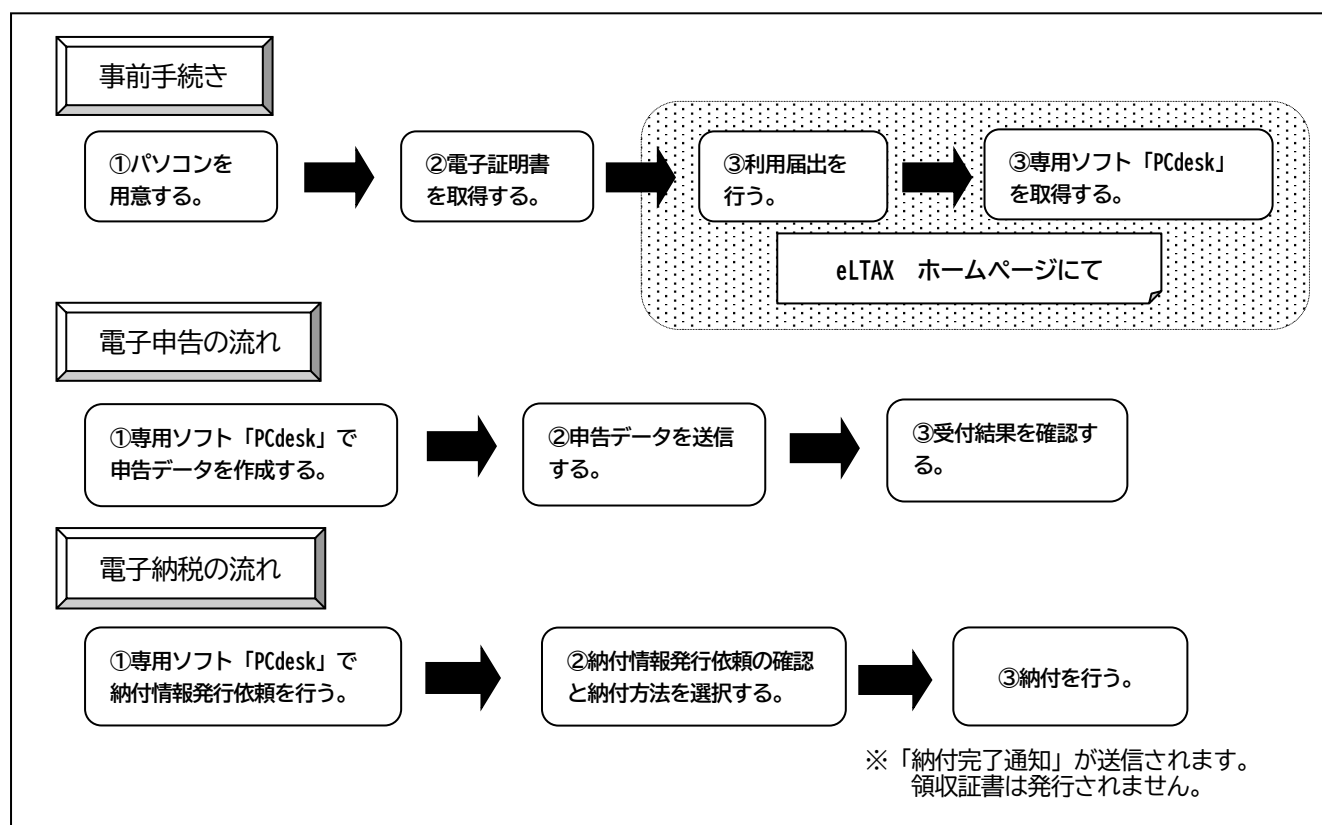 事前手続き
①パソコンを
用意する。
②電子証明書
を取得する。
③利用届出を
行う。
③専用ソフト「PCdesk」
を取得する。
eLTAX　ホームページにて
電子申告の流れ
①専用ソフト「PCdesk」で
申告データを作成する。
②申告データを送信
する。
③受付結果を確認す
る。
電子納税の流れ
①専用ソフト「PCdesk」で
納付情報発行依頼を行う。
②納付情報発行依頼の確認
と納付方法を選択する。
③納付を行う。
※「納付完了通知」が送信されます。
領収証書は発行されません。